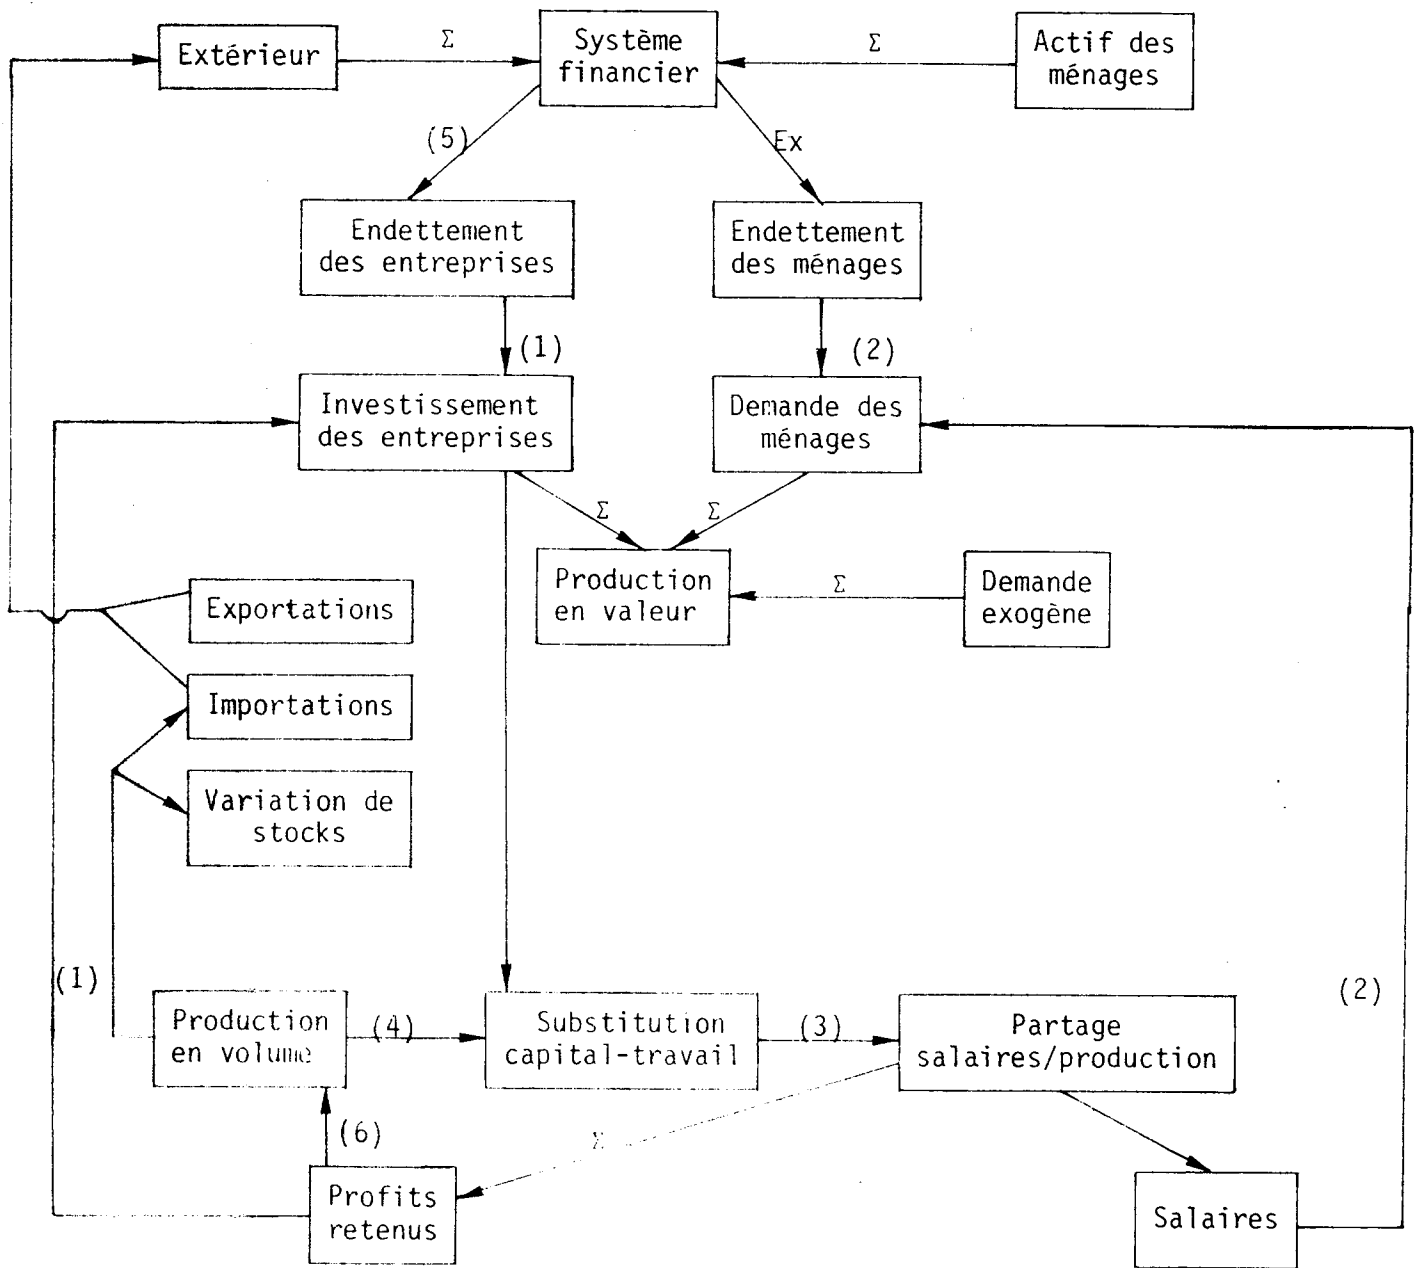 Extérieur
Σ
Système
financier
Σ
Actif des
ménages
(5)
Ex
Endettement
des entreprises
Endettement
des ménages
(1)
(2)
Investissement
des entreprises
Demande des
ménages
Σ
Σ
Production
en valeur
Σ
Demande
exogène
Exportations
Importations
Variation de
stocks
(1)
(2)
Production
en volume
(4)
Substitution
capital-travail
(3)
Partage
salaires/production
(6)
Σ
Profits
retenus
Salaires